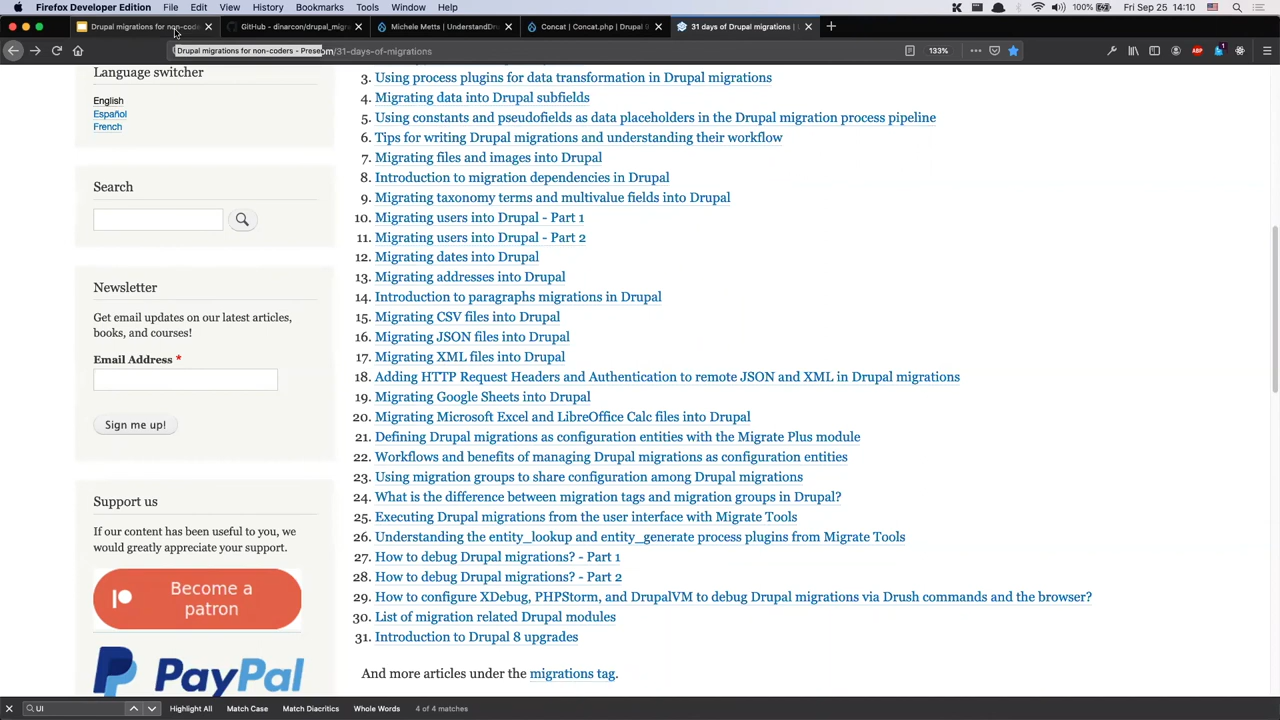 Firefox Developer Edition File Edit View History Bookmarks Tools Window Help 100% Fri Sep 25 14:10
Drupal migrations for non-code GitHub - dinarcon/drupal_migr Michele Metts | UnderstandDru Concat | Concat.php | Drupal 9 31 days of Drupal migrations |
Drupal migrations for non-coders - Prese om/31-days-of-migrations 133% ABP 1
Language switcher
English
Español
French
Search
Newsletter
Get email updates on our latest articles, books, and courses!
Email Address *
Sign me up!
Support us
If our content has been useful to you, we would greatly appreciate your support.
Become a patron
PayPal
3. Using process plugins for data transformation in Drupal migrations
4. Migrating data into Drupal subfields
5. Using constants and pseudofields as data placeholders in the Drupal migration process pipeline
6. Tips for writing Drupal migrations and understanding their workflow
7. Migrating files and images into Drupal
8. Introduction to migration dependencies in Drupal
9. Migrating taxonomy terms and multivalue fields into Drupal
10. Migrating users into Drupal - Part 1
11. Migrating users into Drupal - Part 2
12. Migrating dates into Drupal
13. Migrating addresses into Drupal
14. Introduction to paragraphs migrations in Drupal
15. Migrating CSV files into Drupal
16. Migrating JSON files into Drupal
17. Migrating XML files into Drupal
18. Adding HTTP Request Headers and Authentication to remote JSON and XML in Drupal migrations
19. Migrating Google Sheets into Drupal
20. Migrating Microsoft Excel and LibreOffice Calc files into Drupal
21. Defining Drupal migrations as configuration entities with the Migrate Plus module
22. Workflows and benefits of managing Drupal migrations as configuration entities
23. Using migration groups to share configuration among Drupal migrations
24. What is the difference between migration tags and migration groups in Drupal?
25. Executing Drupal migrations from the user interface with Migrate Tools
26. Understanding the entity_lookup and entity_generate process plugins from Migrate Tools
27. How to debug Drupal migrations? - Part 1
28. How to debug Drupal migrations? - Part 2
29. How to configure XDebug, PHPStorm, and DrupalVM to debug Drupal migrations via Drush commands and the browser?
30. List of migration related Drupal modules
31. Introduction to Drupal 8 upgrades
And more articles under the migrations tag.
UI Highlight All Match Case Match Diacritics Whole Words 4 of 4 matches